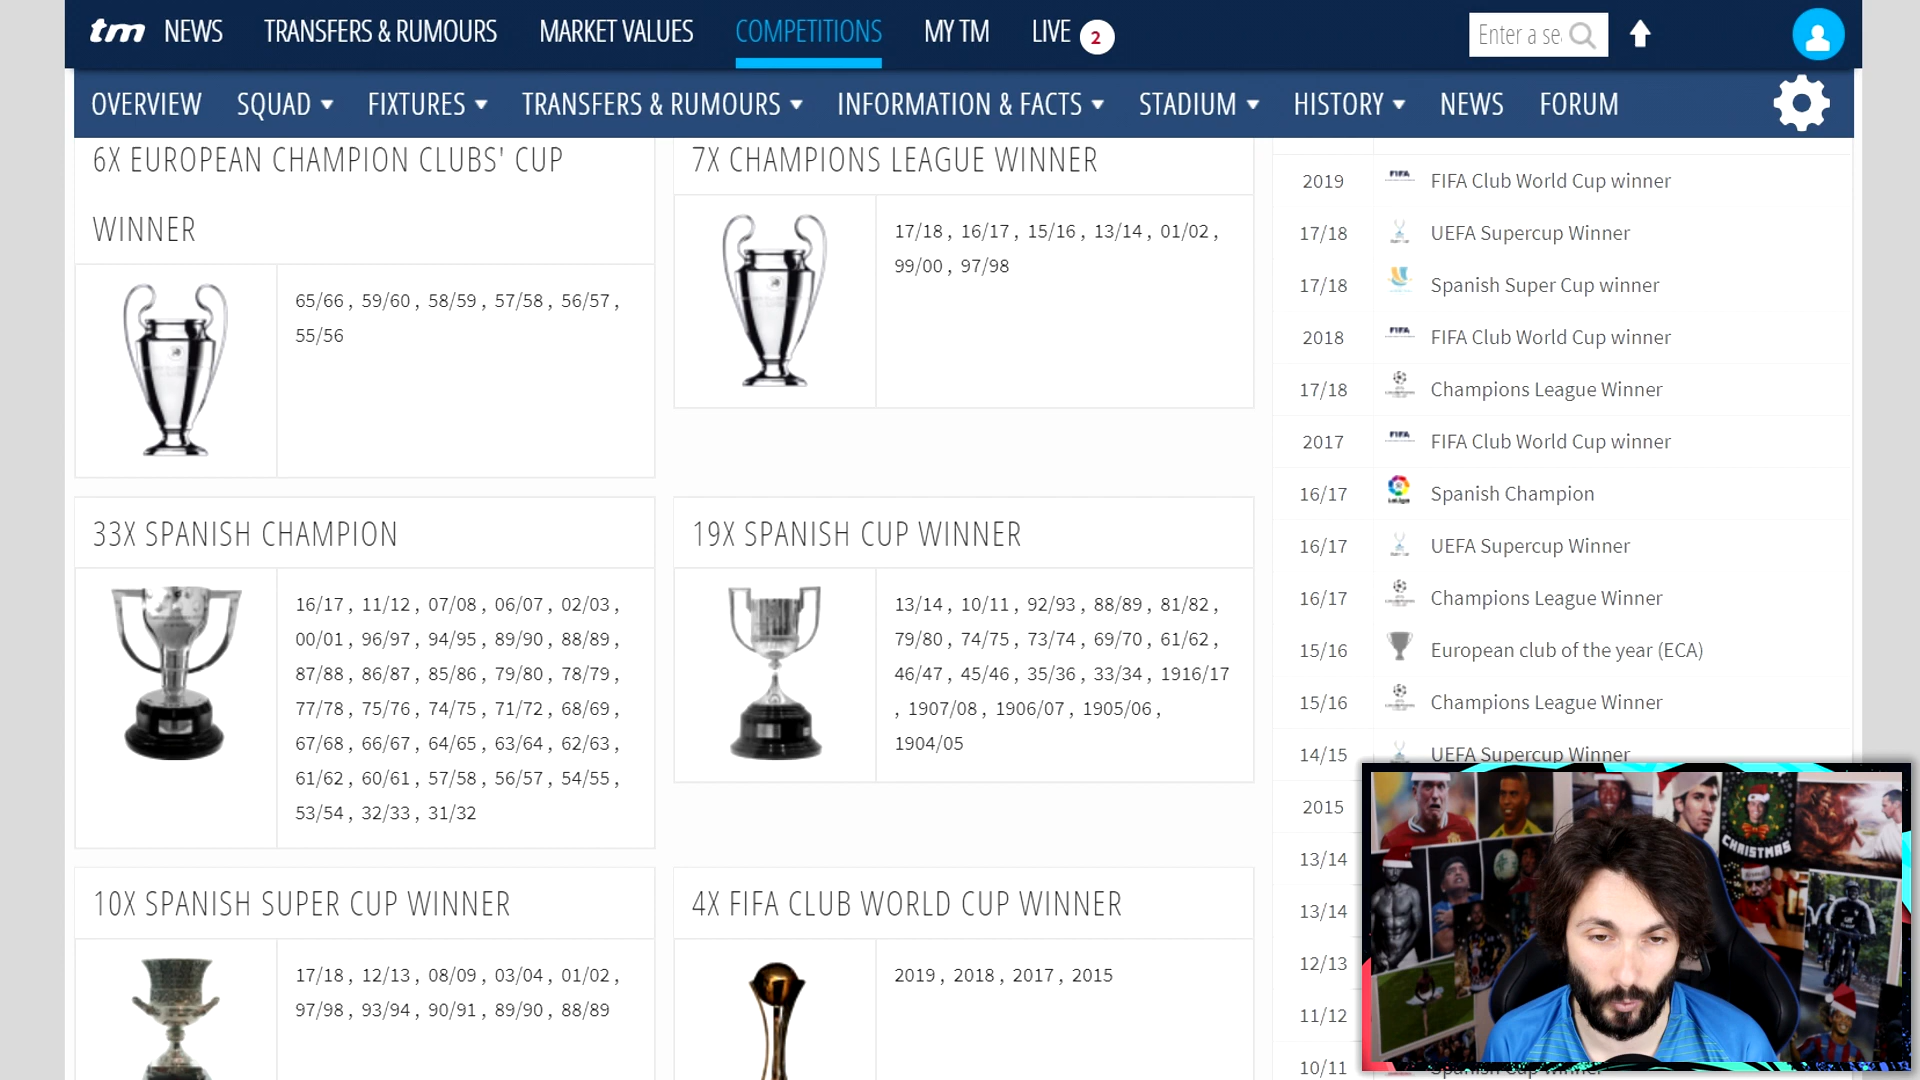 tm NEWS TRANSFERS & RUMOURS MARKET VALUES COMPETITIONS MY TM LIVE 2 Enter a se
OVERVIEW SQUAD FIXTURES TRANSFERS & RUMOURS INFORMATION & FACTS STADIUM HISTORY NEWS FORUM
6X EUROPEAN CHAMPION CLUBS' CUP
WINNER
65/66 , 59/60 , 58/59 , 57/58 , 56/57 ,
55/56
7X CHAMPIONS LEAGUE WINNER
17/18 , 16/17 , 15/16 , 13/14 , 01/02 ,
99/00 , 97/98
33X SPANISH CHAMPION
16/17 , 11/12 , 07/08 , 06/07 , 02/03 ,
00/01 , 96/97 , 94/95 , 89/90 , 88/89 ,
87/88 , 86/87 , 85/86 , 79/80 , 78/79 ,
77/78 , 75/76 , 74/75 , 71/72 , 68/69 ,
67/68 , 66/67 , 64/65 , 63/64 , 62/63 ,
61/62 , 60/61 , 57/58 , 56/57 , 54/55 ,
53/54 , 32/33 , 31/32
19X SPANISH CUP WINNER
13/14 , 10/11 , 92/93 , 88/89 , 81/82 ,
79/80 , 74/75 , 73/74 , 69/70 , 61/62 ,
46/47 , 45/46 , 35/36 , 33/34 , 1916/17
, 1907/08 , 1906/07 , 1905/06 ,
1904/05
10X SPANISH SUPER CUP WINNER
17/18 , 12/13 , 08/09 , 03/04 , 01/02 ,
97/98 , 93/94 , 90/91 , 89/90 , 88/89
4X FIFA CLUB WORLD CUP WINNER
2019 , 2018 , 2017 , 2015
2019 FIFA FIFA Club World Cup winner
17/18 UEFA Supercup Winner
17/18 Spanish Super Cup winner
2018 FIFA FIFA Club World Cup winner
17/18 Champions League Winner
2017 FIFA FIFA Club World Cup winner
16/17 Spanish Champion
16/17 UEFA Supercup Winner
16/17 Champions League Winner
15/16 European club of the year (ECA)
15/16 Champions League Winner
14/15 UEFA Supercup Winner
2015
13/14
13/14
12/13
11/12
10/11 Spanish Cup winner
CHRISTMAS